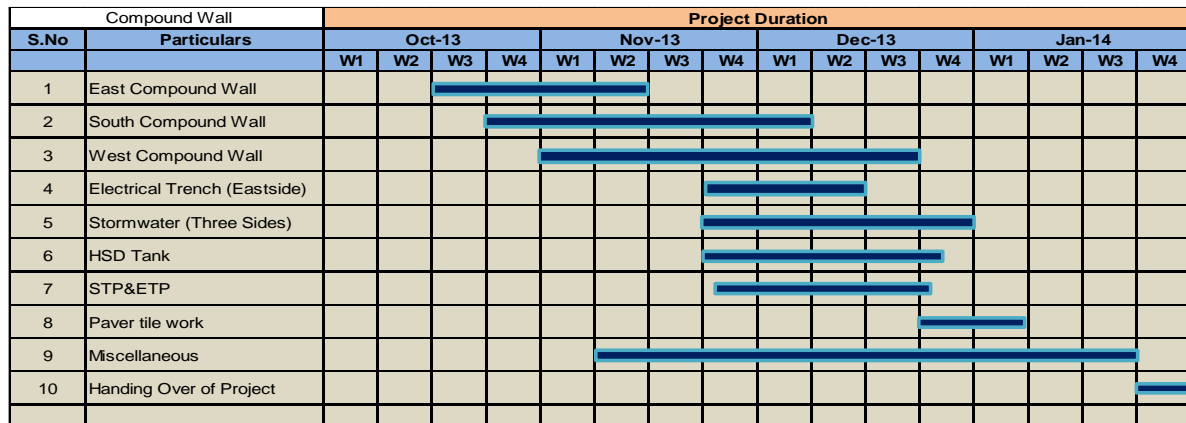 Compound Wall Project Duration
S.No Particulars Oct-13 Nov-13 Dec-13 Jan-14
W1 W2 W3 W4 W1 W2 W3 W4 W1 W2 W3 W4 W1 W2 W3 W4
1 East Compound Wall
2 South Compound Wall
3 West Compound Wall
4 Electrical Trench (Eastside)
5 Stormwater (Three Sides)
6 HSD Tank
7 STP&ETP
8 Paver tile work
9 Miscellaneous
10 Handing Over of Project